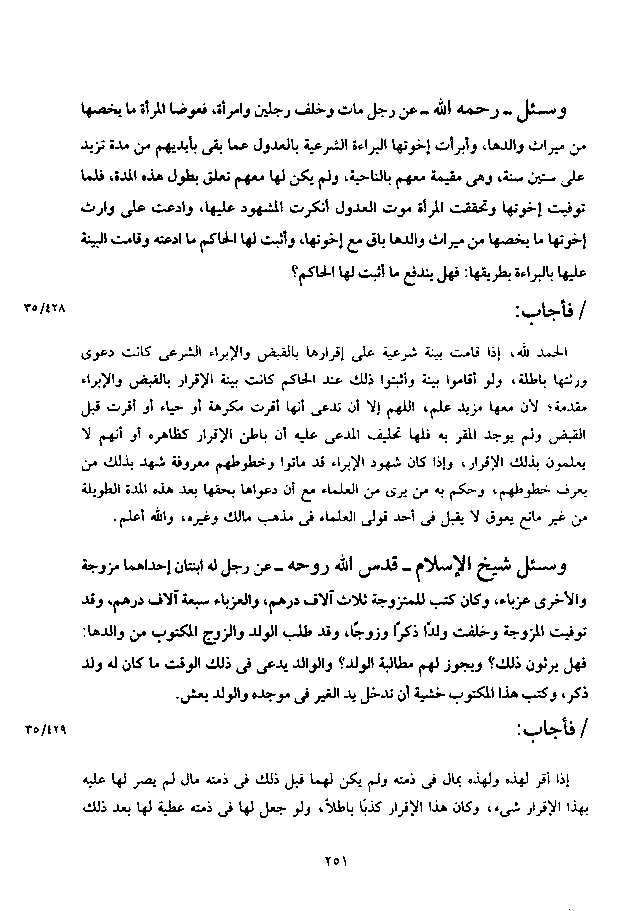 وسئل ـ رحمه الله ـ عن رجل مات وخلف رجلين وامرأة، فعوضا المرأة ما يخصها
من ميراث والدها، وأبرأت إخوتها البراءة الشرعية بالعدول عما بقى بأيديهم من مدة تزيد
على ستين سنة، وهى مقيمة معهم بالناحية، ولم يكن لها معهم تعلق بطول هذه المدة، فلما
توفيت إخوتها وتحققت المرأة موت العدول أنكرت المشهود عليها، وادعت على وارث
إخوتها ما يخصها من ميراث والدها باق مع إخوتها، وأثبت لها الحاكم ما ادعته وقامت البينة
عليها بالبراءة بطريقها: فهل يندفع ما أثبت لها الحاكم؟
/ فأجاب:
٣٥/٤٢٨
الحمد لله، إذا قامت بينة شرعية على إقرارها بالقبض والإبراء الشرعى كانت دعوى
ورثتها باطلة، ولو أقاموا بينة وأثبتوا ذلك عند الحاكم كانت بينة الإقرار بالقبض والإبراء
مقدمة؛ لأن معها مزيد علم، اللهم إلا أن تدعى أنها أقرت مكرهة أو حياء أو أقرت قبل
القبض ولم يوجد المقر به فلها تحليف المدعى عليه أن باطن الإقرار كظاهره أو أنهم لا
يعلمون بذلك الإقرار، وإذا كان شهود الإبراء قد ماتوا وخطوطهم معروفة شهد بذلك من
يعرف خطوطهم، وحكم به من يرى من العلماء مع أن دعواها بحقها بعد هذه المدة الطويلة
من غير مانع يعوق لا يقبل فى أحد قولى العلماء فى مذهب مالك وغيره، والله أعلم.
وسئل شيخ الإسلام ـ قدس الله روحه ـ عن رجل له ابنتان إحداهما مزوجة
والأخرى عزباء، وكان كتب للمتزوجة ثلاث آلاف درهم، والعزباء سبعة آلاف درهم، وقد
توفيت المزوجة وخلفت ولدًا ذكرًا وزوجًا، وقد طلب الولد والزوج المكتوب من والدها:
فهل يرثون ذلك؟ ويجوز لهم مطالبة الولد؟ والوالد يدعى فى ذلك الوقت ما كان له ولد
ذكر، وكتب هذا المكتوب خشية أن تدخل يد الغير فى موجده والولد يعش.
/ فأجاب:
٣٥/٤٢٩
إذا أقر لهذه ولهذه بمال فى ذمته ولم يكن لهما قبل ذلك فى ذمته مال لم يصر لها عليه
بهذا الإقرار شىء، وكان هذا الإقرار كذبًا باطلاً، ولو جعل لها فى ذمته عطية لها بعد ذلك
٢٥١